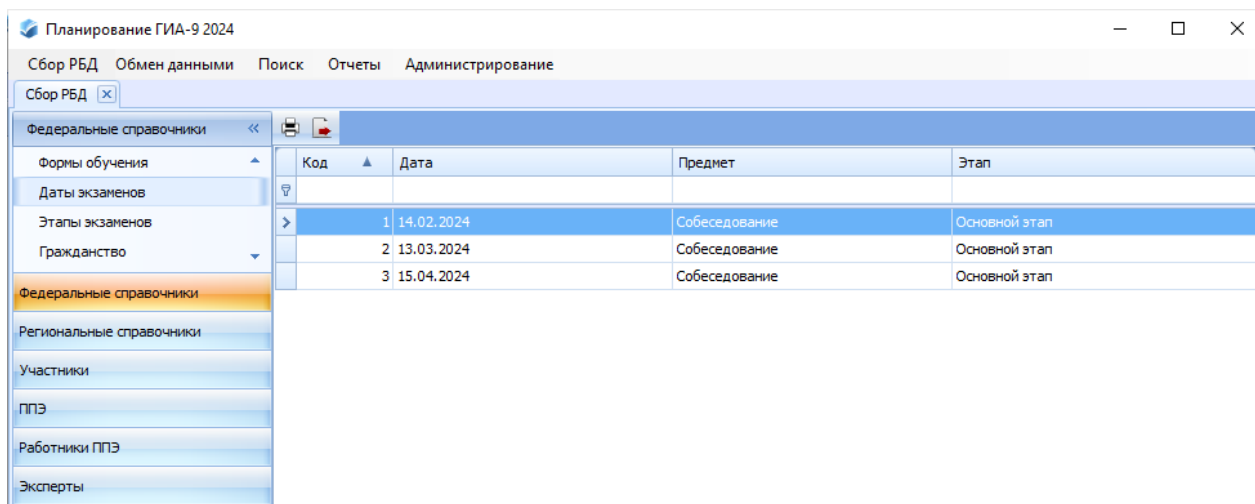 Планирование ГИА-9 2024
Сбор РБД Обмен данными Поиск Отчеты Администрирование
Сбор РБД
Федеральные справочники
Формы обучения
Даты экзаменов
Этапы экзаменов
Гражданство
Федеральные справочники
Региональные справочники
Участники
ППЭ
Работники ППЭ
Эксперты
Код Дата Предмет Этап
1 14.02.2024 Собеседование Основной этап
2 13.03.2024 Собеседование Основной этап
3 15.04.2024 Собеседование Основной этап